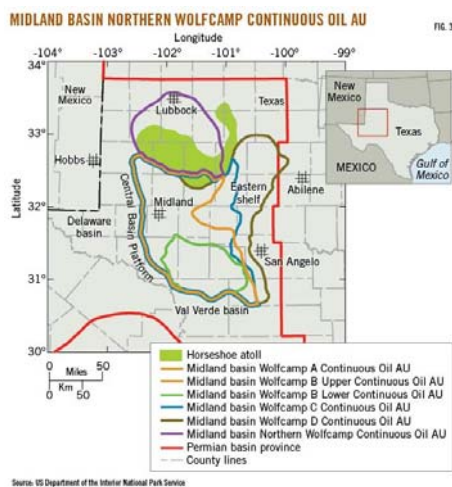 MIDLAND BASIN NORTHERN WOLFCAMP CONTINUOUS OIL AU
FIG. 3
Longitude
-104° -103° -102° -101° -100° -99°
34°
New Mexico
Lubbock
Texas
33°
Hobbs
Latitude
32°
Central Basin Platform
Midland
Eastern shelf
Abilene
Delaware basin
31°
San Angelo
Val Verde basin
30°
New Mexico
Texas
MEXICO
Gulf of Mexico
0 50
Miles
Km
0 50
Horseshoe atoll
Midland basin Wolfcamp A Continuous Oil AU
Midland basin Wolfcamp B Upper Continuous Oil AU
Midland basin Wolfcamp B Lower Continuous Oil AU
Midland basin Wolfcamp C Continuous Oil AU
Midland basin Wolfcamp D Continuous Oil AU
Midland basin Northern Wolfcamp Continuous Oil AU
Permian basin province
County lines
Source: US Department of the Interior National Park Service